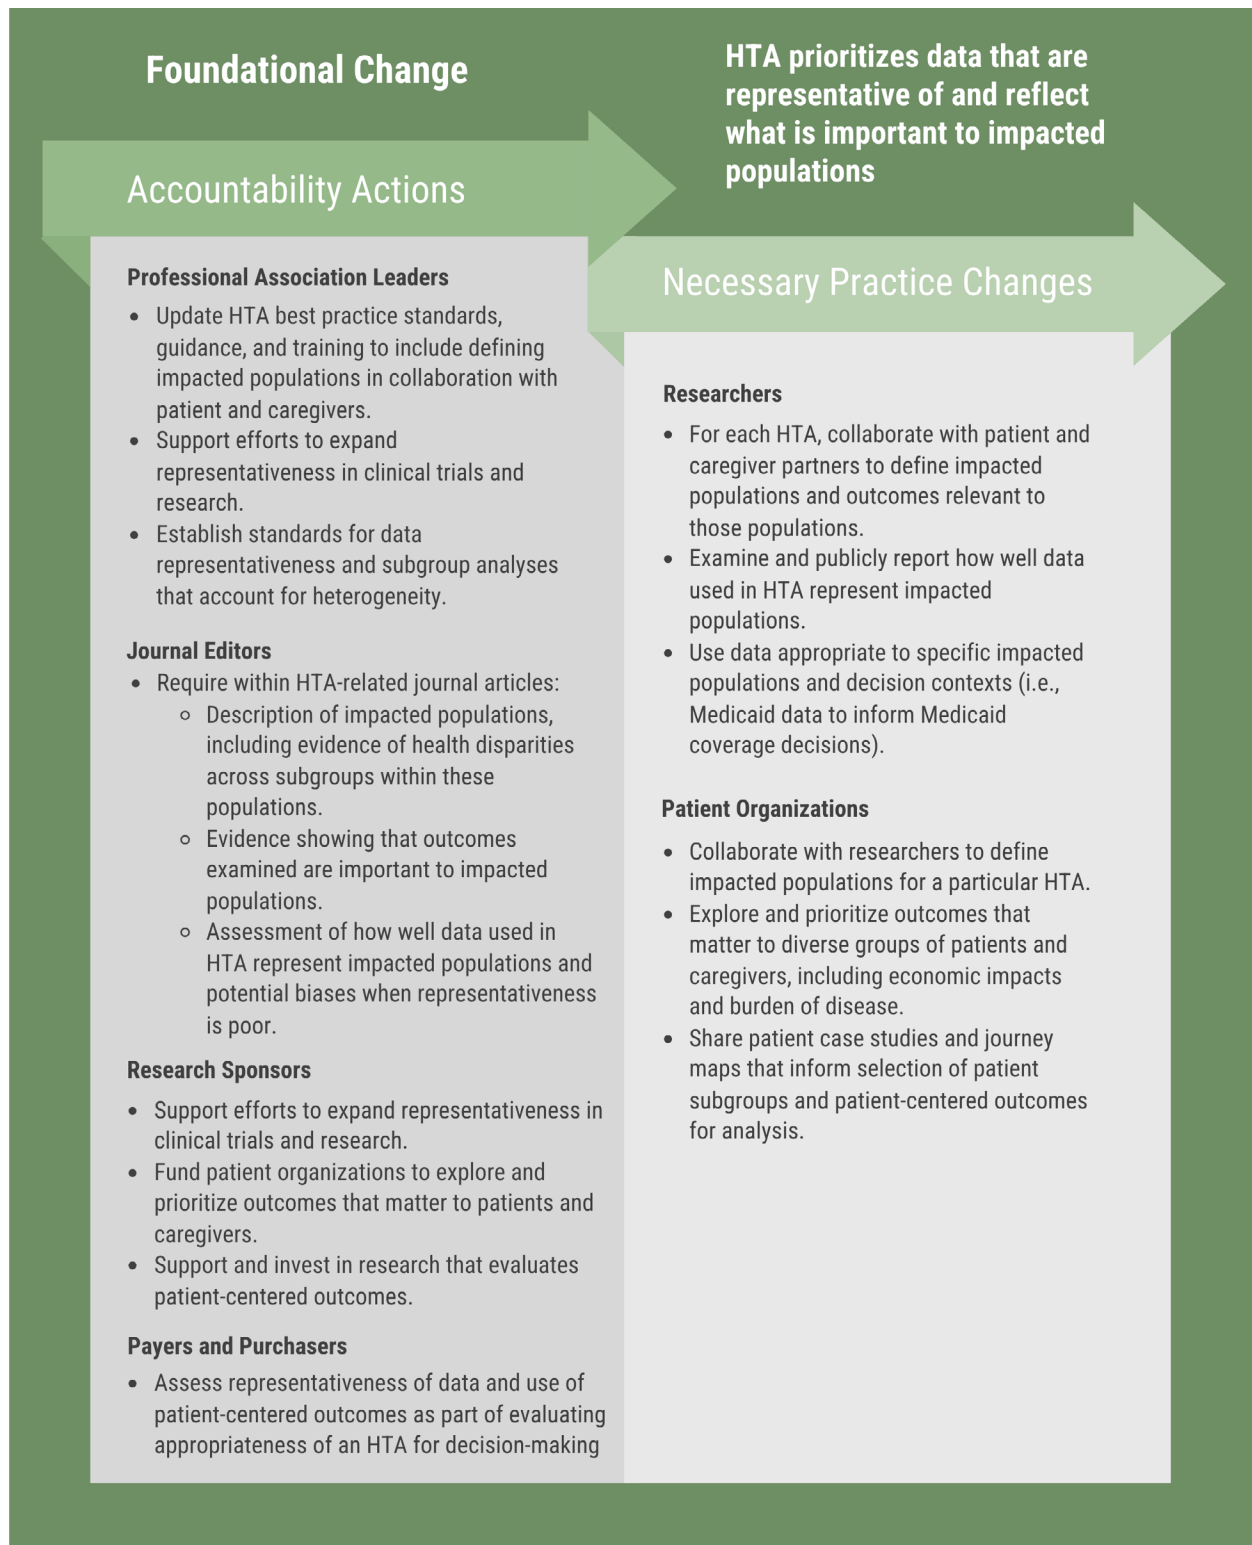 Foundational Change
HTA prioritizes data that are
representative of and reflect
what is important to impacted
populations
Accountability Actions
Professional Association Leaders
• Update HTA best practice standards,
guidance, and training to include defining
impacted populations in collaboration with
patient and caregivers.
• Support efforts to expand
representativeness in clinical trials and
research.
• Establish standards for data
representativeness and subgroup analyses
that account for heterogeneity.
Journal Editors
• Require within HTA-related journal articles:
○ Description of impacted populations,
including evidence of health disparities
across subgroups within these
populations.
○ Evidence showing that outcomes
examined are important to impacted
populations.
○ Assessment of how well data used in
HTA represent impacted populations and
potential biases when representativeness
is poor.
Research Sponsors
• Support efforts to expand representativeness in
clinical trials and research.
• Fund patient organizations to explore and
prioritize outcomes that matter to patients and
caregivers.
• Support and invest in research that evaluates
patient-centered outcomes.
Payers and Purchasers
• Assess representativeness of data and use of
patient-centered outcomes as part of evaluating
appropriateness of an HTA for decision-making
Necessary Practice Changes
Researchers
• For each HTA, collaborate with patient and
caregiver partners to define impacted
populations and outcomes relevant to
those populations.
• Examine and publicly report how well data
used in HTA represent impacted
populations.
• Use data appropriate to specific impacted
populations and decision contexts (i.e.,
Medicaid data to inform Medicaid
coverage decisions).
Patient Organizations
• Collaborate with researchers to define
impacted populations for a particular HTA.
• Explore and prioritize outcomes that
matter to diverse groups of patients and
caregivers, including economic impacts
and burden of disease.
• Share patient case studies and journey
maps that inform selection of patient
subgroups and patient-centered outcomes
for analysis.